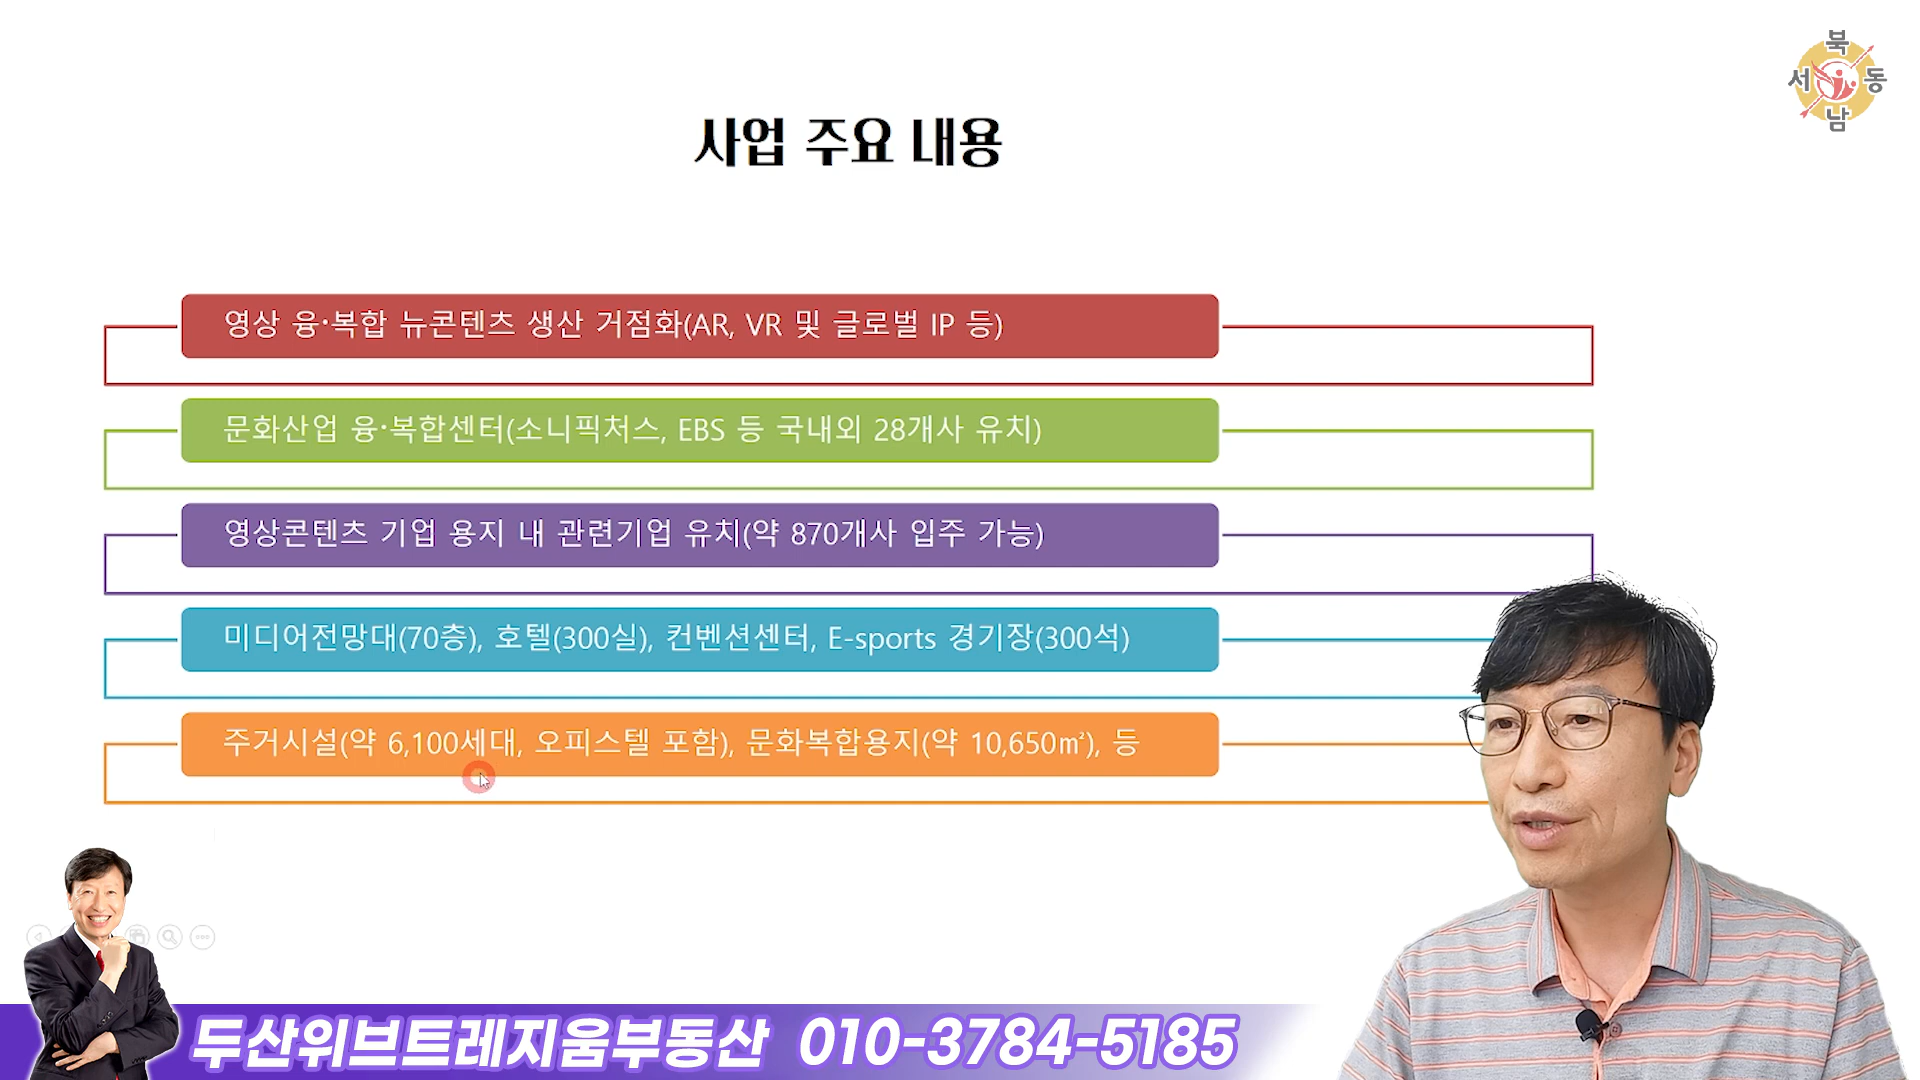 북
서 동
남
사업 주요 내용
영상 융·복합 뉴콘텐츠 생산 거점화(AR, VR 및 글로벌 IP 등)
문화산업 융·복합센터(소니픽처스, EBS 등 국내외 28개사 유치)
영상콘텐츠 기업 용지 내 관련기업 유치(약 870개사 입주 가능)
미디어전망대(70층), 호텔(300실), 컨벤션센터, E-sports 경기장(300석)
주거시설(약 6,100세대, 오피스텔 포함), 문화복합용지(약 10,650㎡), 등
두산위브트레지움부동산 010-3784-5185